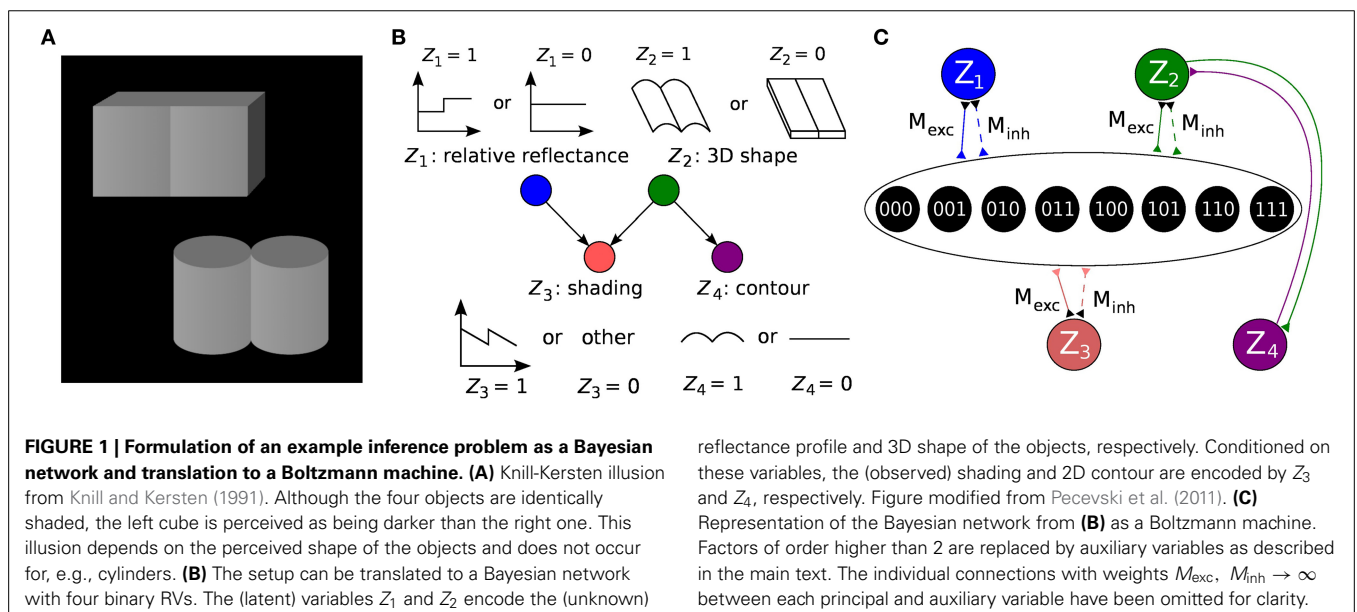 A
B
Z1 = 1
Z1 = 0
Z2 = 1
Z2 = 0
or
or
Z1: relative reflectance
Z2: 3D shape
Z3: shading
Z4: contour
or
other
or
Z3 = 1
Z3 = 0
Z4 = 1
Z4 = 0
C
Z1
Z2
Mexc
Minh
Mexc
Minh
000 001 010 011 100 101 110 111
Mexc
Minh
Z3
Z4
FIGURE 1 | Formulation of an example inference problem as a Bayesian
network and translation to a Boltzmann machine. (A) Knill-Kersten illusion
from Knill and Kersten (1991). Although the four objects are identically
shaded, the left cube is perceived as being darker than the right one. This
illusion depends on the perceived shape of the objects and does not occur
for, e.g., cylinders. (B) The setup can be translated to a Bayesian network
with four binary RVs. The (latent) variables Z1 and Z2 encode the (unknown)
reflectance profile and 3D shape of the objects, respectively. Conditioned on
these variables, the (observed) shading and 2D contour are encoded by Z3
and Z4, respectively. Figure modified from Pecevski et al. (2011). (C)
Representation of the Bayesian network from (B) as a Boltzmann machine.
Factors of order higher than 2 are replaced by auxiliary variables as described
in the main text. The individual connections with weights Mexc, Minh → ∞
between each principal and auxiliary variable have been omitted for clarity.